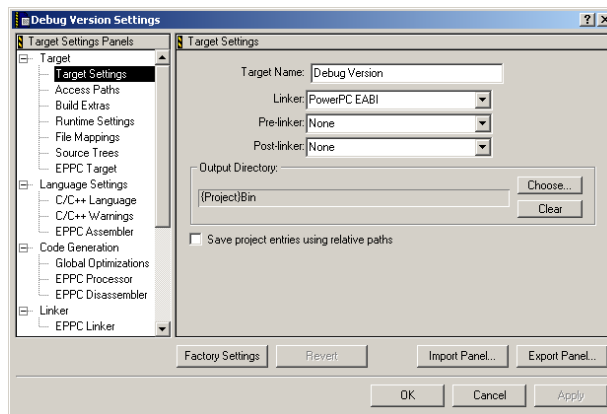 Debug Version Settings
Target Settings Panels
Target
Target Settings
Access Paths
Build Extras
Runtime Settings
File Mappings
Source Trees
EPPC Target
Language Settings
C/C++ Language
C/C++ Warnings
EPPC Assembler
Code Generation
Global Optimizations
EPPC Processor
EPPC Disassembler
Linker
EPPC Linker
Target Settings
Target Name: Debug Version
Linker: PowerPC EABI
Pre-linker: None
Post-linker: None
Output Directory:
{Project}Bin
Choose...
Clear
Save project entries using relative paths
Factory Settings Revert Import Panel... Export Panel...
OK Cancel Apply